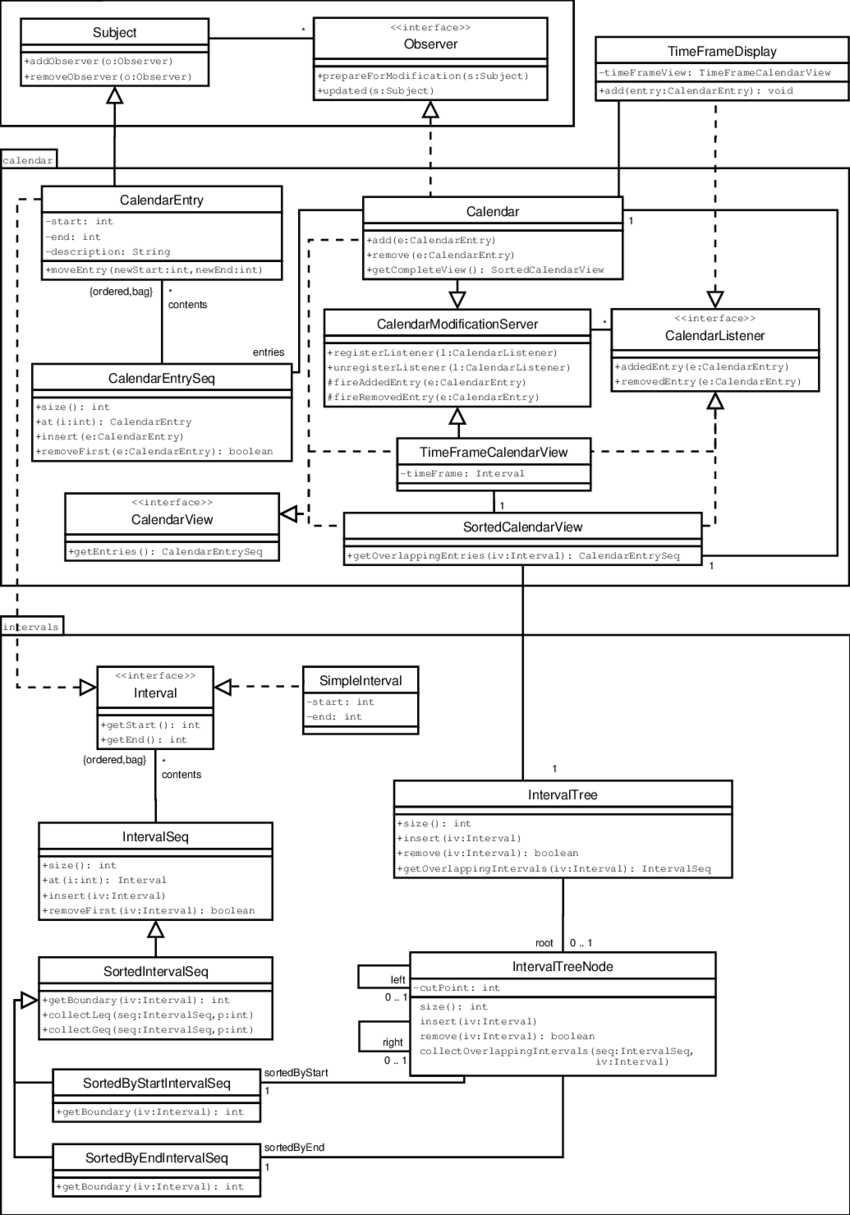 Subject
+addObserver(o:Observer)
+removeObserver(o:Observer)
*
<<interface>>
Observer
+prepareForModification(s:Subject)
+updated(s:Subject)
TimeFrameDisplay
-timeFrameView: TimeFrameCalendarView
+add(entry:CalendarEntry): void
calendar
CalendarEntry
-start: int
-end: int
-description: String
+moveEntry(newStart:int,newEnd:int)
{ordered,bag}
*
contents
Calendar
+add(e:CalendarEntry)
+remove(e:CalendarEntry)
+getCompleteView(): SortedCalendarView
1
CalendarModificationServer
+registerListener(l:CalendarListener)
+unregisterListener(l:CalendarListener)
#fireAddedEntry(e:CalendarEntry)
#fireRemovedEntry(e:CalendarEntry)
*
<<interface>>
CalendarListener
+addedEntry(e:CalendarEntry)
+removedEntry(e:CalendarEntry)
entries
CalendarEntrySeq
+size(): int
+at(i:int): CalendarEntry
+insert(e:CalendarEntry)
+removeFirst(e:CalendarEntry): boolean
TimeFrameCalendarView
-timeFrame: Interval
1
<<interface>>
CalendarView
+getEntries(): CalendarEntrySeq
SortedCalendarView
+getOverlappingEntries(iv:Interval): CalendarEntrySeq
1
intervals
<<interface>>
Interval
+getStart(): int
+getEnd(): int
{ordered,bag}
*
contents
SimpleInterval
-start: int
-end: int
1
IntervalTree
+size(): int
+insert(iv:Interval)
+remove(iv:Interval): boolean
+getOverlappingIntervals(iv:Interval): IntervalSeq
IntervalSeq
+size(): int
+at(i:int): Interval
+insert(iv:Interval)
+removeFirst(iv:Interval): boolean
root
0 .. 1
SortedIntervalSeq
+getBoundary(iv:Interval): int
+collectLeq(seq:IntervalSeq,p:int)
+collectGeq(seq:IntervalSeq,p:int)
IntervalTreeNode
-cutPoint: int
size(): int
insert(iv:Interval)
remove(iv:Interval): boolean
collectOverlappingIntervals(seq:IntervalSeq,
iv:Interval)
left
0 .. 1
right
0 .. 1
sortedByStart
1
SortedByStartIntervalSeq
+getBoundary(iv:Interval): int
sortedByEnd
1
SortedByEndIntervalSeq
+getBoundary(iv:Interval): int